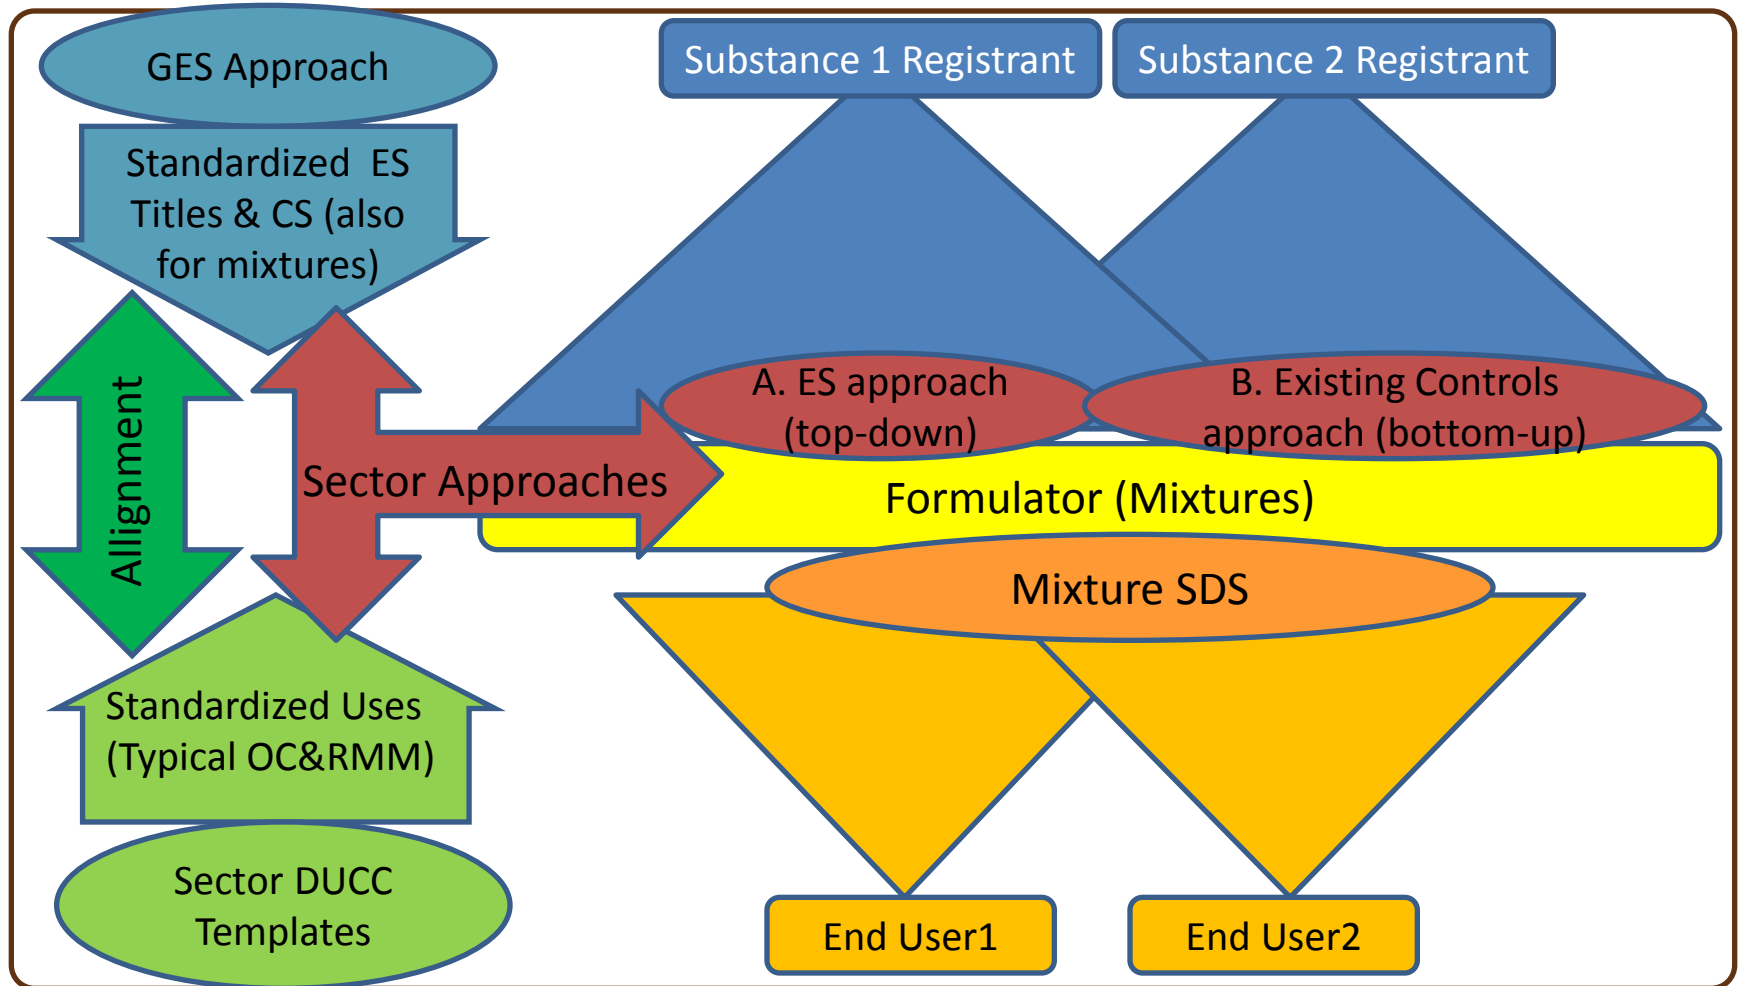 GES Approach
Standardized ES
Titles & CS (also
for mixtures)
Allignment
Sector Approaches
Standardized Uses
(Typical OC&RMM)
Sector DUCC
Templates
Substance 1 Registrant
Substance 2 Registrant
A. ES approach
(top-down)
B. Existing Controls
approach (bottom-up)
Formulator (Mixtures)
Mixture SDS
End User1
End User2